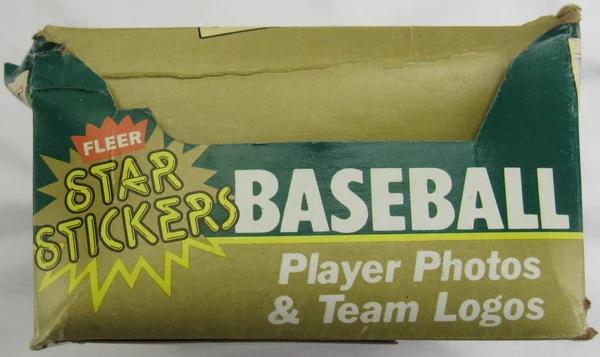 FLEER
STAR
STICKERS
BASEBALL
Player Photos
& Team Logos